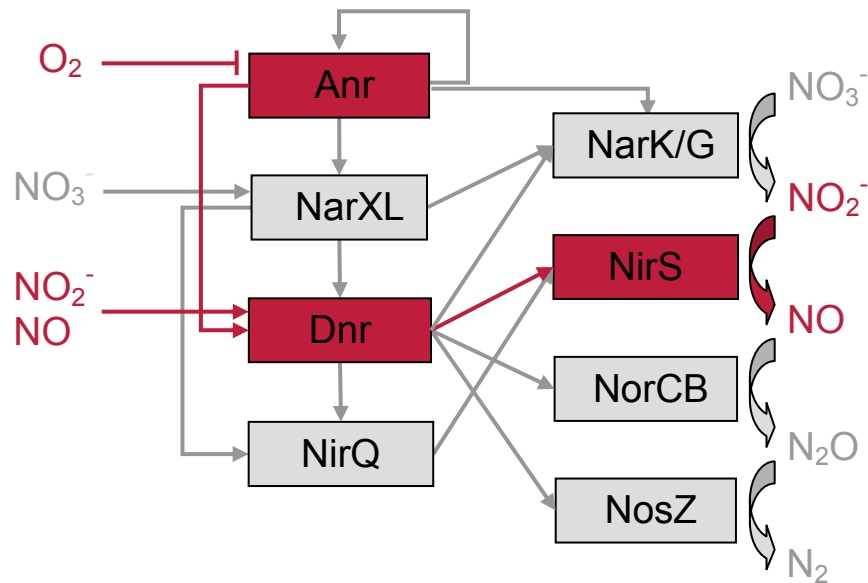 O₂
Anr
NO₃⁻
NarK/G
NO₃⁻
NarXL
NO₂⁻
NO₂⁻
NO
Dnr
NirS
NO
NorCB
NirQ
N₂O
NosZ
N₂